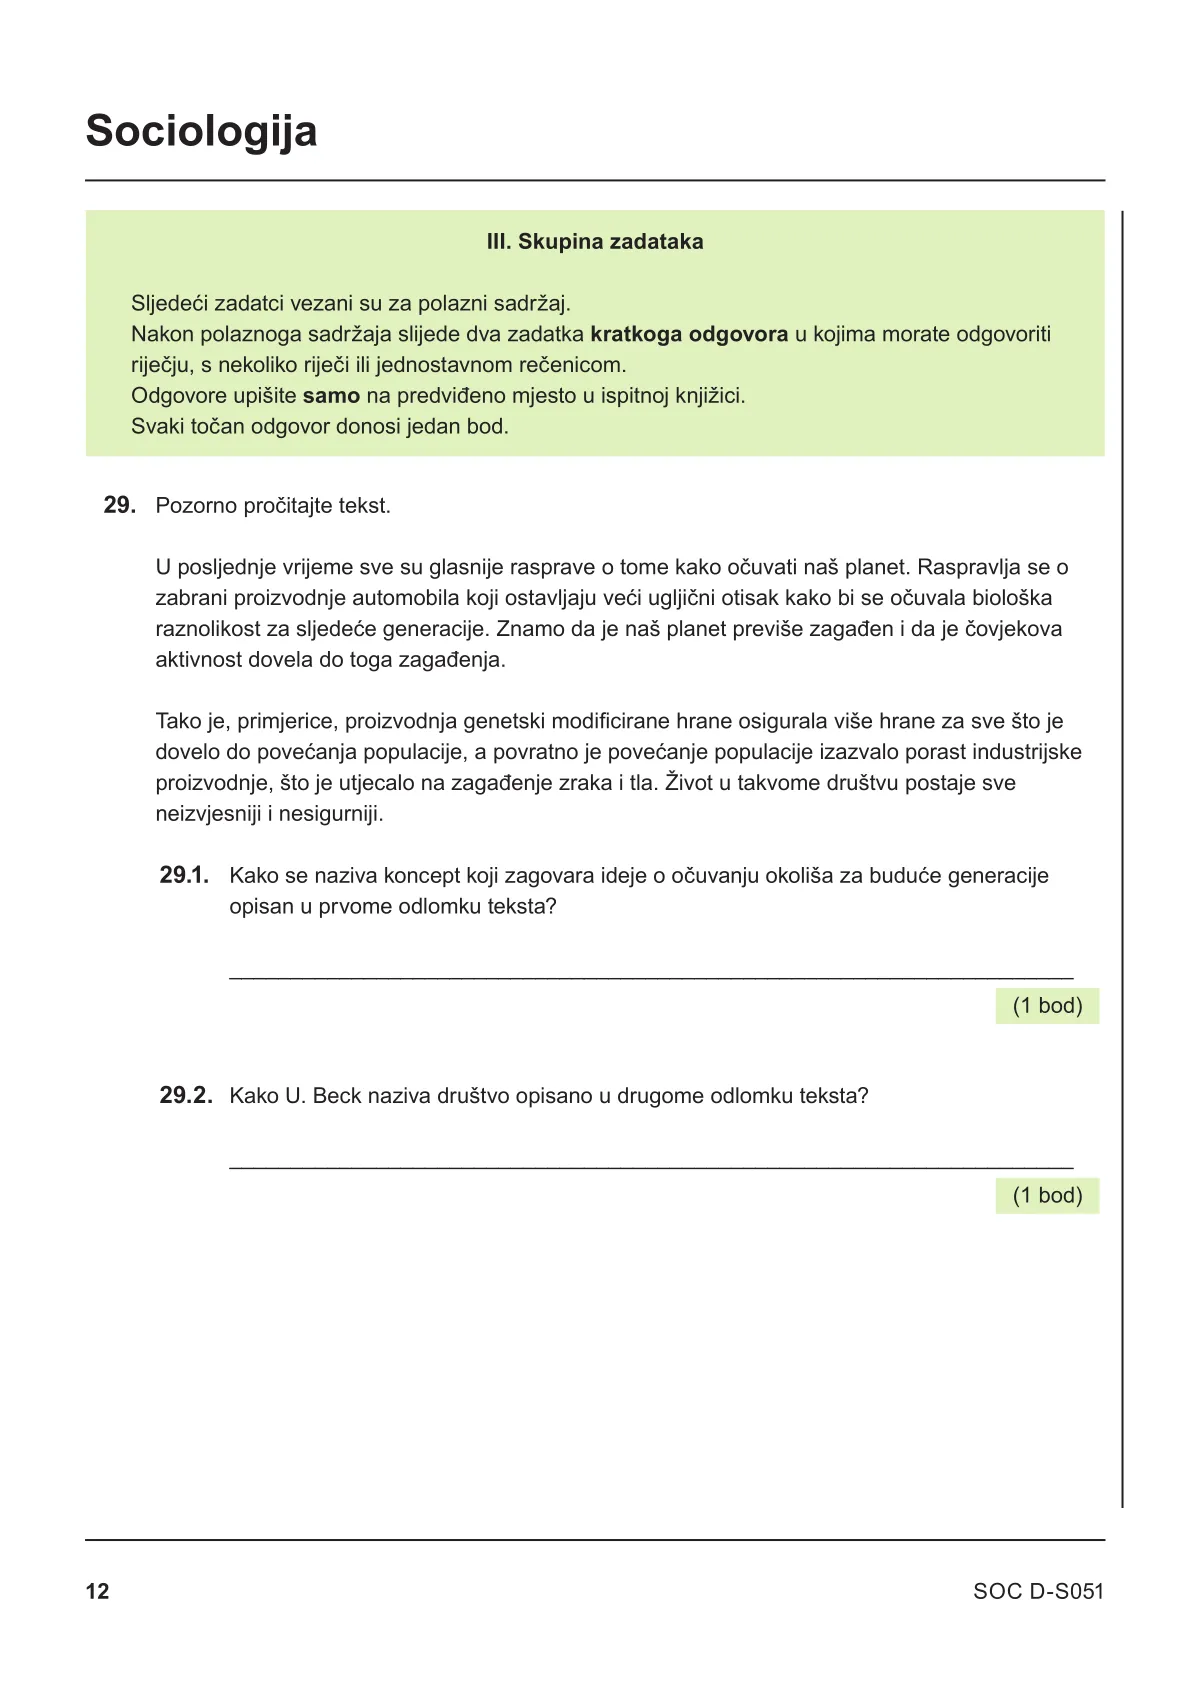 Sociologija
III. Skupina zadataka
Sljedeći zadatci vezani su za polazni sadržaj.
Nakon polaznoga sadržaja slijede dva zadatka kratkoga odgovora u kojima morate odgovoriti
riječju, s nekoliko riječi ili jednostavnom rečenicom.
Odgovore upišite samo na predviđeno mjesto u ispitnoj knjižici.
Svaki točan odgovor donosi jedan bod.
29. Pozorno pročitajte tekst.
U posljednje vrijeme sve su glasnije rasprave o tome kako očuvati naš planet. Raspravlja se o
zabrani proizvodnje automobila koji ostavljaju veći ugljični otisak kako bi se očuvala biološka
raznolikost za sljedeće generacije. Znamo da je naš planet previše zagađen i da je čovjekova
aktivnost dovela do toga zagađenja.
Tako je, primjerice, proizvodnja genetski modificirane hrane osigurala više hrane za sve što je
dovelo do povećanja populacije, a povratno je povećanje populacije izazvalo porast industrijske
proizvodnje, što je utjecalo na zagađenje zraka i tla. Život u takvome društvu postaje sve
neizvjesniji i nesigurniji.
29.1. Kako se naziva koncept koji zagovara ideje o očuvanju okoliša za buduće generacije
opisan u prvome odlomku teksta?
(1 bod)
29.2. Kako U. Beck naziva društvo opisano u drugome odlomku teksta?
(1 bod)
12
SOC D-S051